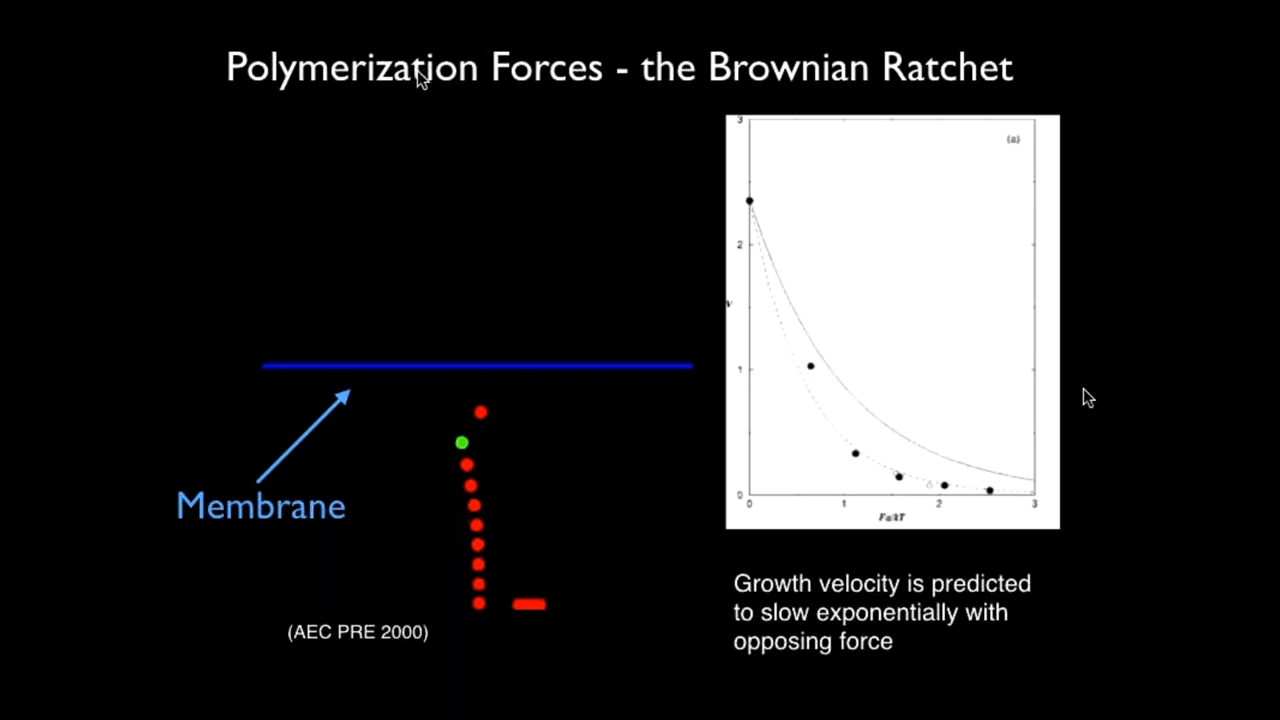 Polymerization Forces - the Brownian Ratchet
3
(a)
2
V
1
0
0
1
2
3
Fa/kT
Membrane
(AEC PRE 2000)
Growth velocity is predicted
to slow exponentially with
opposing force